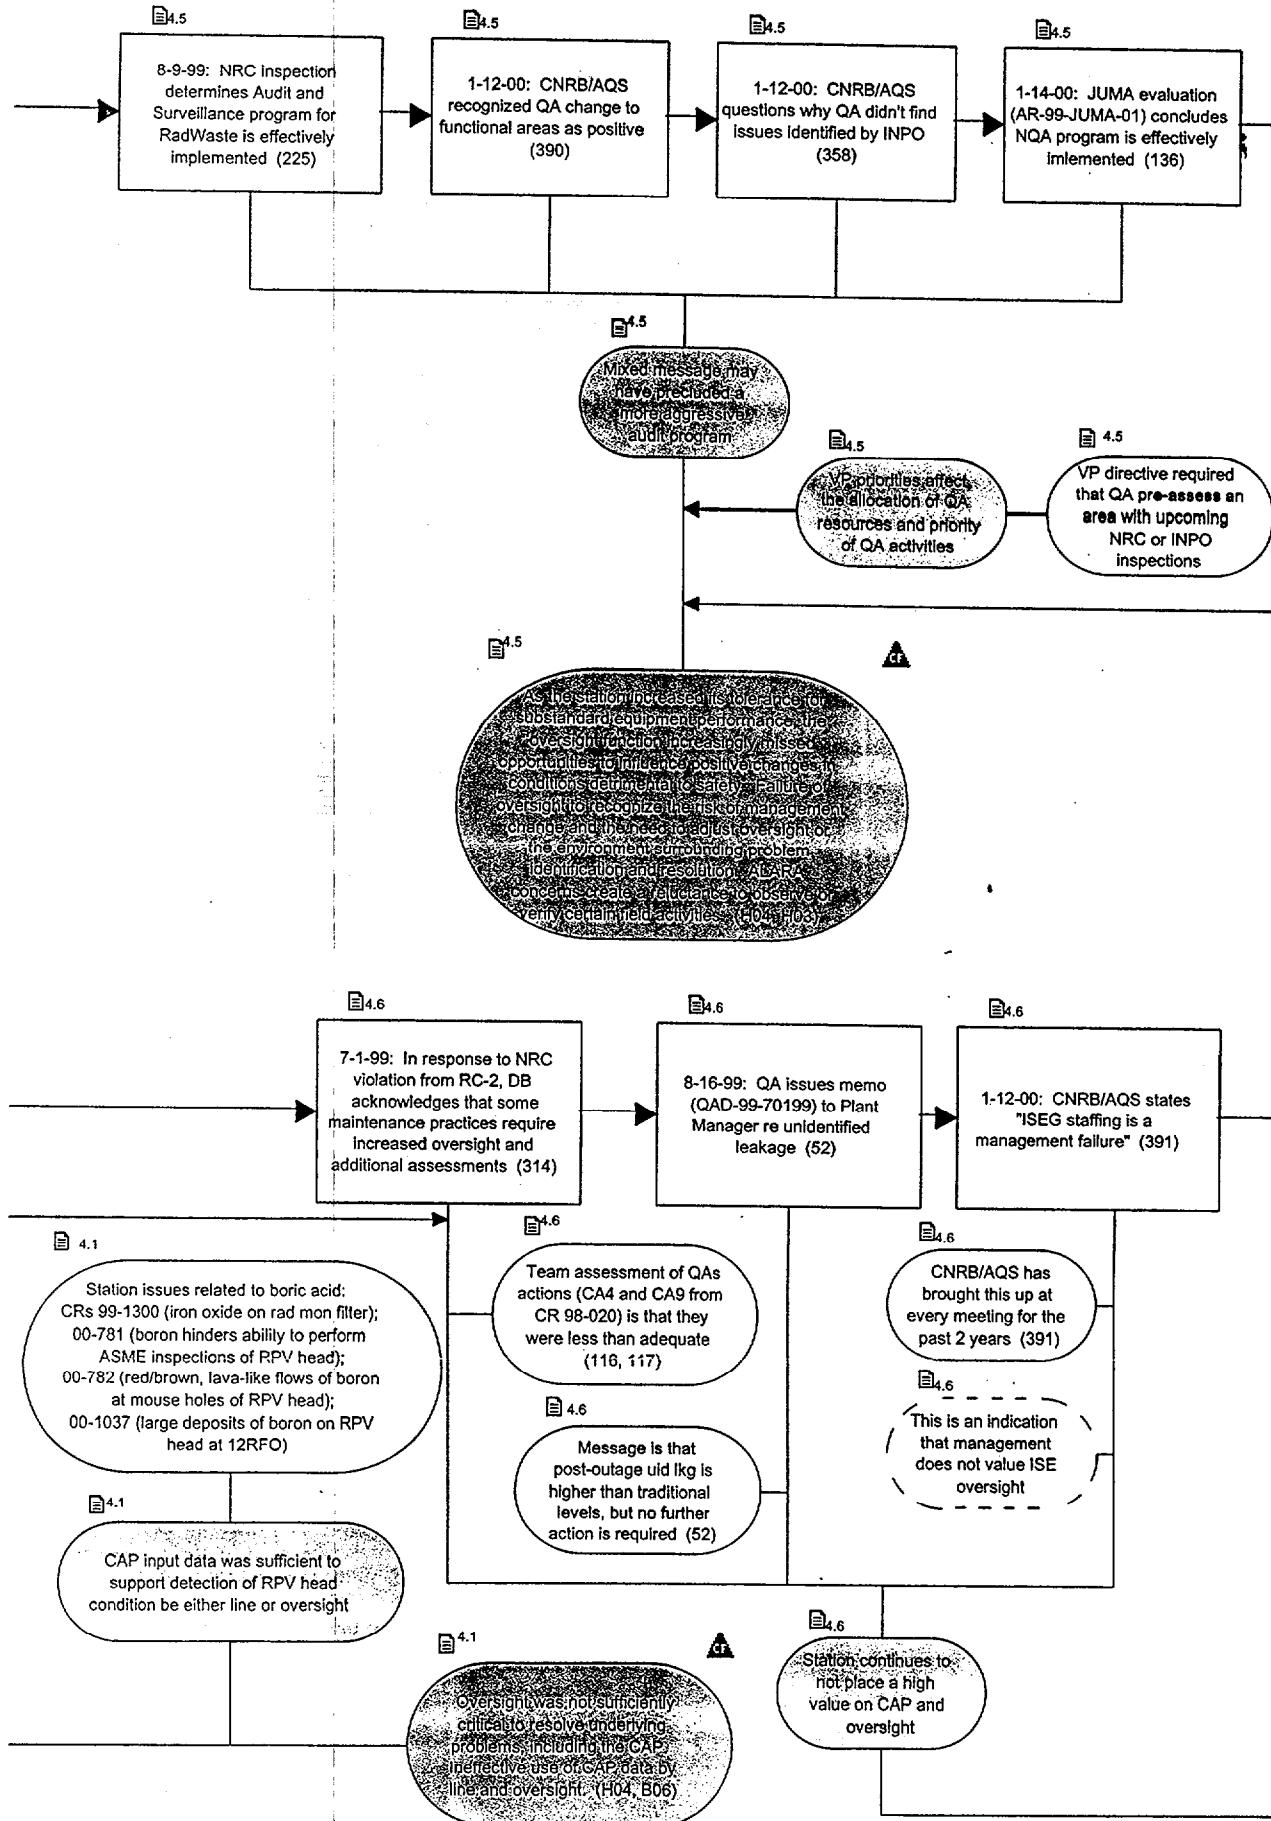 4.5
8-9-99: NRC inspection
determines Audit and
Surveillance program for
RadWaste is effectively
implemented (225)
4.5
1-12-00: CNRB/AQS
recognized QA change to
functional areas as positive
(390)
4.5
1-12-00: CNRB/AQS
questions why QA didn't find
issues identified by INPO
(358)
4.5
1-14-00: JUMA evaluation
(AR-99-JUMA-01) concludes
NQA program is effectively
imlemented (136)
4.5
Mixed message may
have precluded a
more aggressive
audit program
4.5
VP priorities affect
the allocation of QA
resources and priority
of QA activities
4.5
VP directive required
that QA pre-assess an
area with upcoming
NRC or INPO
inspections
4.5
CF
As the station increased its tolerance for
substandard equipment performance, the
oversight function increasingly missed
opportunities to influence positive changes in
conditions detrimental to safety. Failure of
oversight to recognize the risk of management
change and the need to adjust oversight or
the environment surrounding problem
identification and resolution. ALARA
concerns create a reluctance to observe or
verify certain field activities. (H04, H03)
4.6
7-1-99: In response to NRC
violation from RC-2, DB
acknowledges that some
maintenance practices require
increased oversight and
additional assessments (314)
4.6
8-16-99: QA issues memo
(QAD-99-70199) to Plant
Manager re unidentified
leakage (52)
4.6
1-12-00: CNRB/AQS states
"ISEG staffing is a
management failure" (391)
4.1
Station issues related to boric acid:
CRs 99-1300 (iron oxide on rad mon filter);
00-781 (boron hinders ability to perform
ASME inspections of RPV head);
00-782 (red/brown, lava-like flows of boron
at mouse holes of RPV head);
00-1037 (large deposits of boron on RPV
head at 12RFO)
4.6
Team assessment of QAs
actions (CA4 and CA9 from
CR 98-020) is that they
were less than adequate
(116, 117)
4.6
CNRB/AQS has
brought this up at
every meeting for the
past 2 years (391)
4.6
Message is that
post-outage uid lkg is
higher than traditional
levels, but no further
action is required (52)
4.6
This is an indication
that management
does not value ISE
oversight
4.1
CAP input data was sufficient to
support detection of RPV head
condition be either line or oversight
4.1
CF
Oversight was not sufficiently
critical to resolve underlying
problems, including the CAP.
Ineffective use of CAP data by
line and oversight. (H04, B06)
4.6
Station continues to
not place a high
value on CAP and
oversight